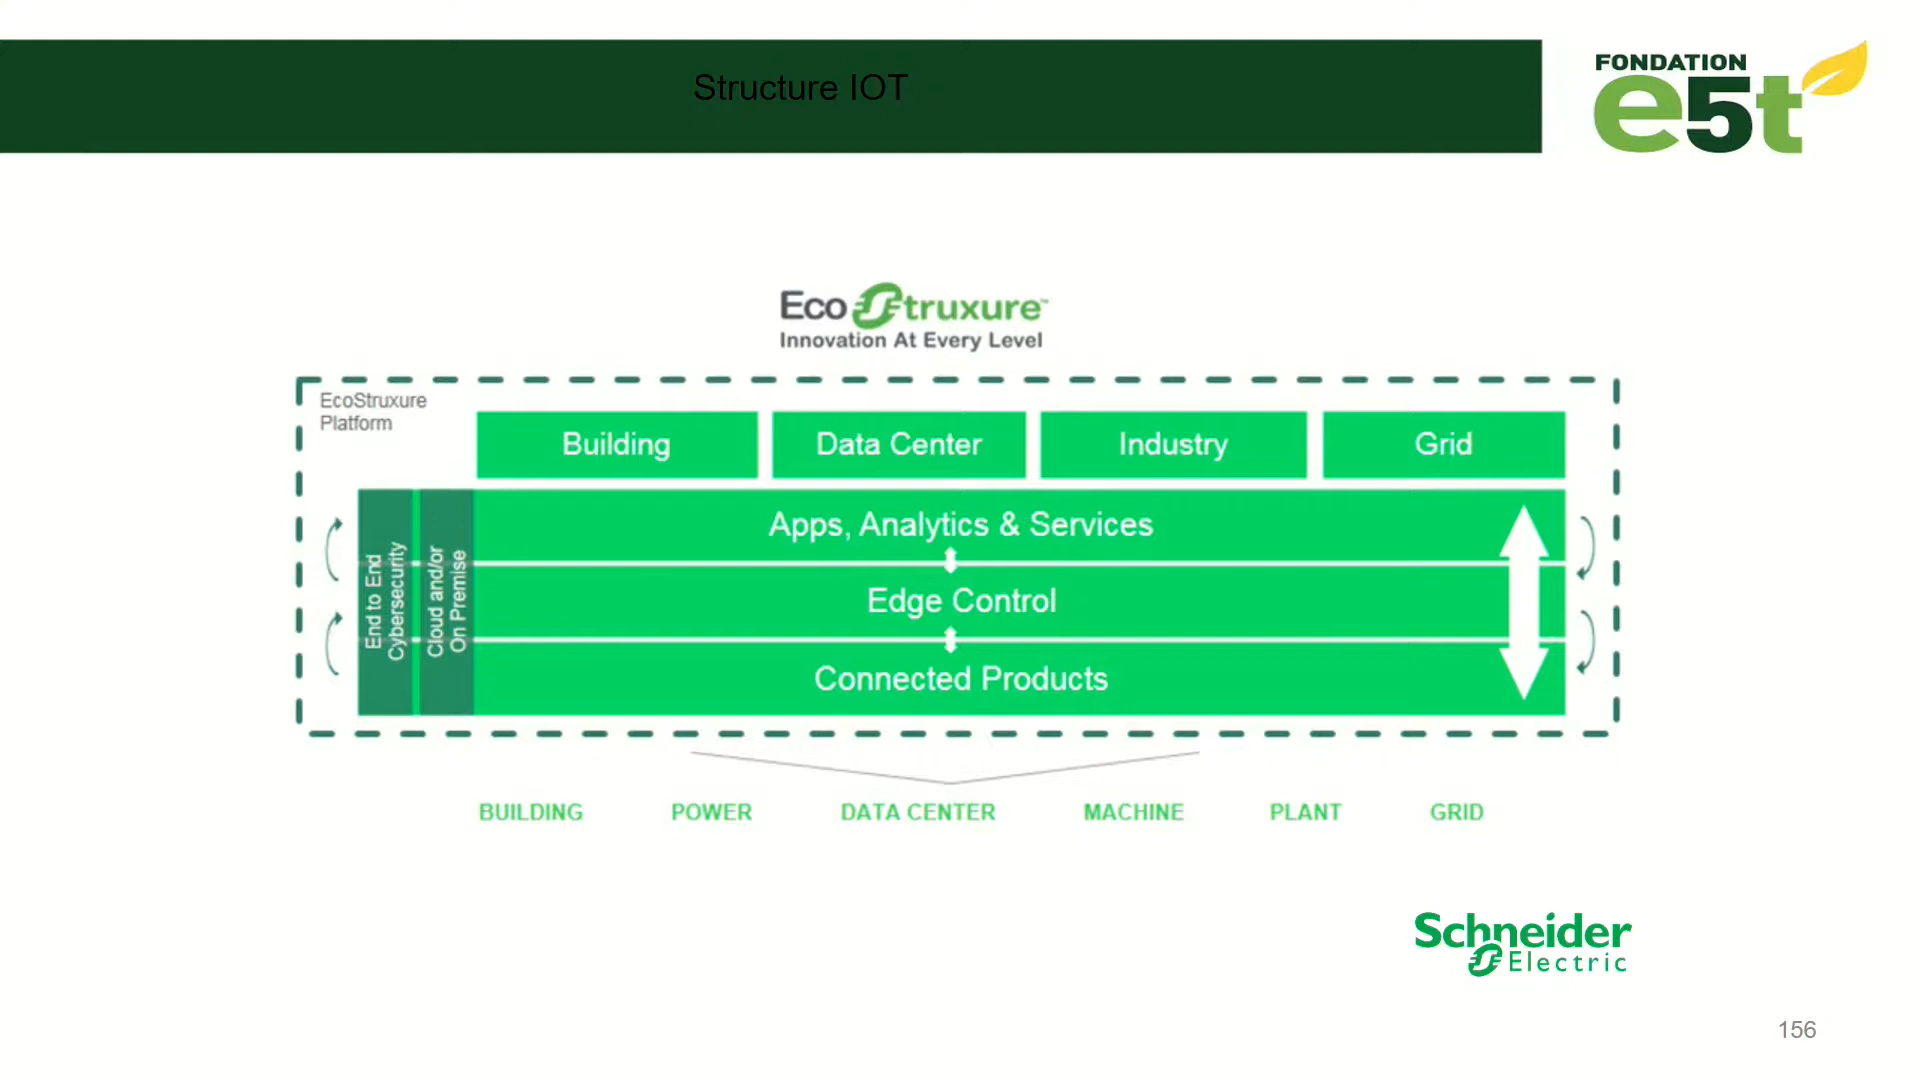 Structure IOT
FONDATION
e5t
EcoStruxure™
Innovation At Every Level
EcoStruxure
Platform
Building
Data Center
Industry
Grid
End to End
Cybersecurity
Cloud and/or
On Premise
Apps, Analytics & Services
Edge Control
Connected Products
BUILDING
POWER
DATA CENTER
MACHINE
PLANT
GRID
Schneider
Electric
156